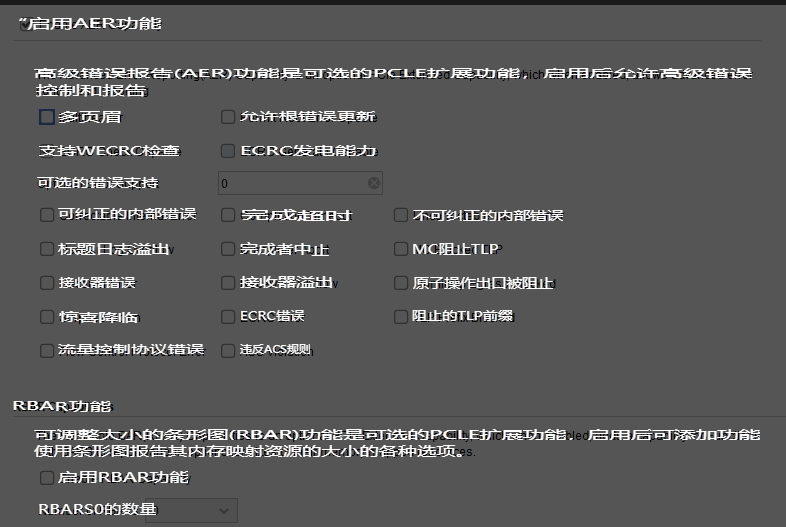 启用AER功能
高级错误报告(AER)功能是可选的PCLE扩展功能，启用后允许高级错误
控制和报告
多页眉 允许根错误更新
支持WECRC检查 ECRC发电能力
可选的错误支持 0
可纠正的内部错误 完成超时 不可纠正的内部错误
标题日志溢出 完成者中止 MC阻止TLP
接收器错误 接收器溢出 原子操作出口被阻止
惊喜降临 ECRC错误 阻止的TLP前缀
流量控制协议错误 违反ACS规则
RBAR功能
可调整大小的条形图(RBAR)功能是可选的PCLE扩展功能，启用后可添加功能
使用条形图报告其内存映射资源的大小的各种选项。
启用RBAR功能
RBARS0的数量